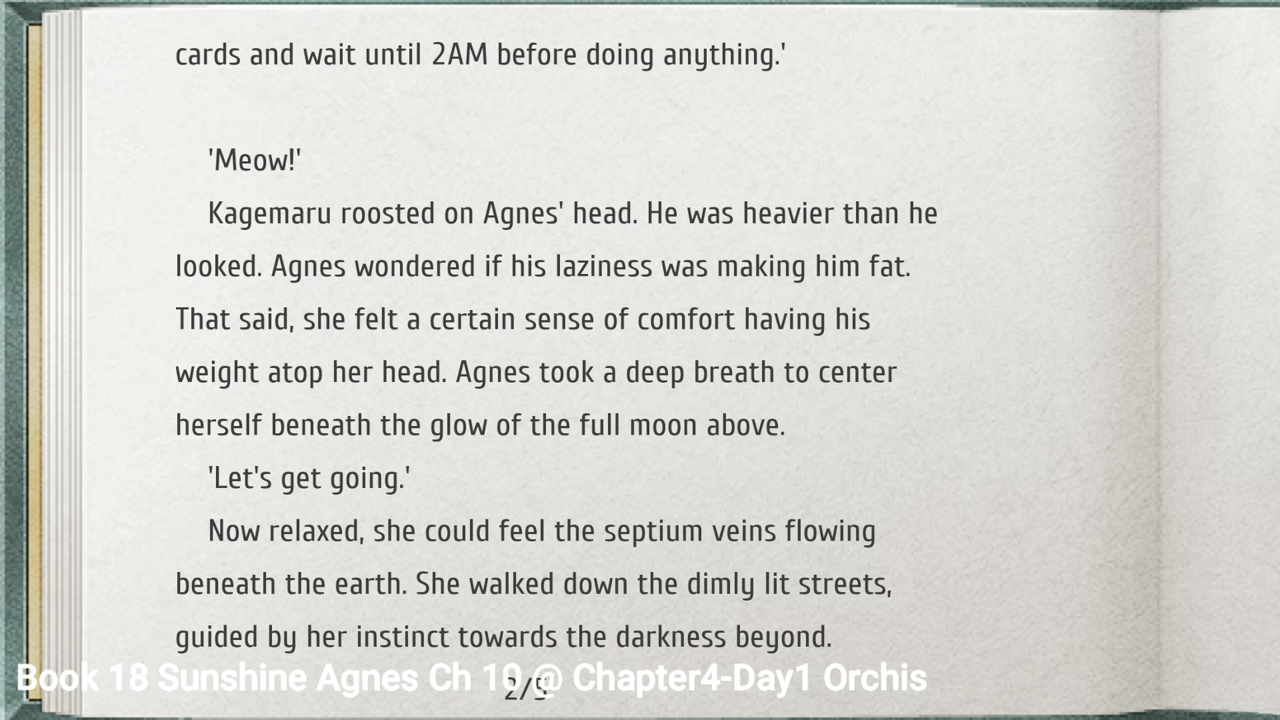 cards and wait until 2AM before doing anything.'
'Meow!'
Kagemaru roosted on Agnes' head. He was heavier than he
looked. Agnes wondered if his laziness was making him fat.
That said, she felt a certain sense of comfort having his
weight atop her head. Agnes took a deep breath to center
herself beneath the glow of the full moon above.
'Let's get going.'
Now relaxed, she could feel the septium veins flowing
beneath the earth. She walked down the dimly lit streets,
guided by her instinct towards the darkness beyond.
Book 18 Sunshine Agnes Ch 10 @ Chapter4-Day1 Orchis
2/5